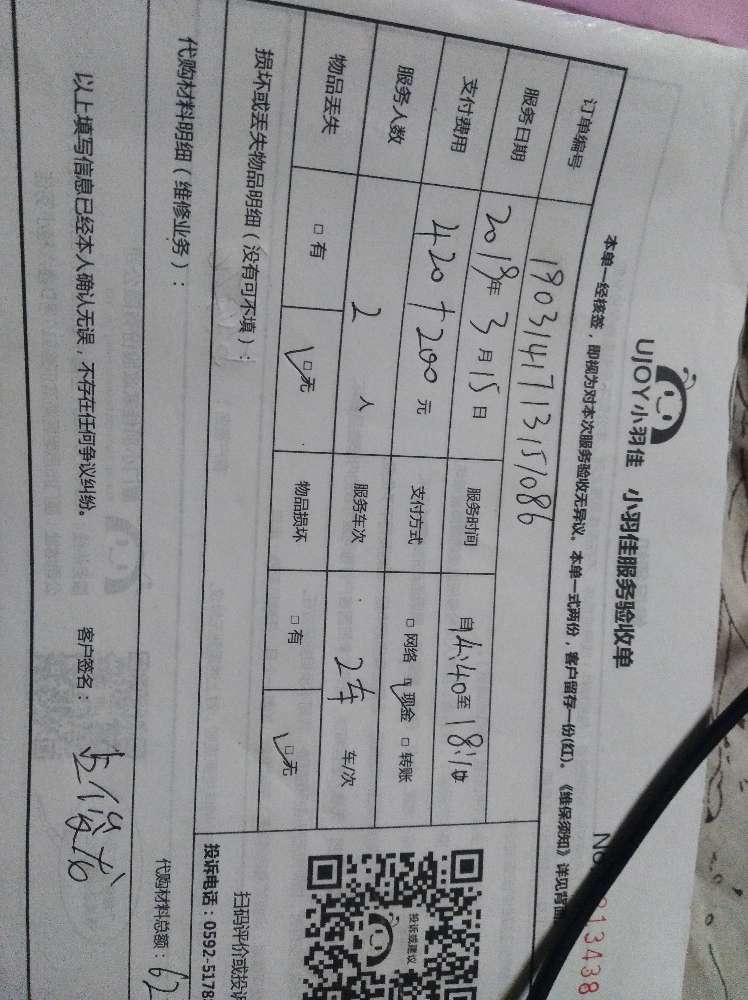 UJOY小羽佳 小羽佳服务验收单
本单一经核签，即视为对本次服务验收无异议。本单一式两份，客户留存一份(红)。《维保须知》详见背面
13438
订单编号 1903141713151086
服务日期 2019年3月15日 服务时间 自14:40至18:10
支付费用 420+200元 支付方式 □网络 □现金 □转账
服务人数 2人 服务车次 2车 车/次
物品丢失 □有 □无 物品损坏 □有 □无
损坏或丢失物品明细（没有可不填）：
代购材料明细（维修业务）：
代购材料总额：62
以上填写信息已经本人确认无误，不存在任何争议纠纷。 客户签名：
投诉或建议
扫码评价或投诉
投诉电话：0592-5178